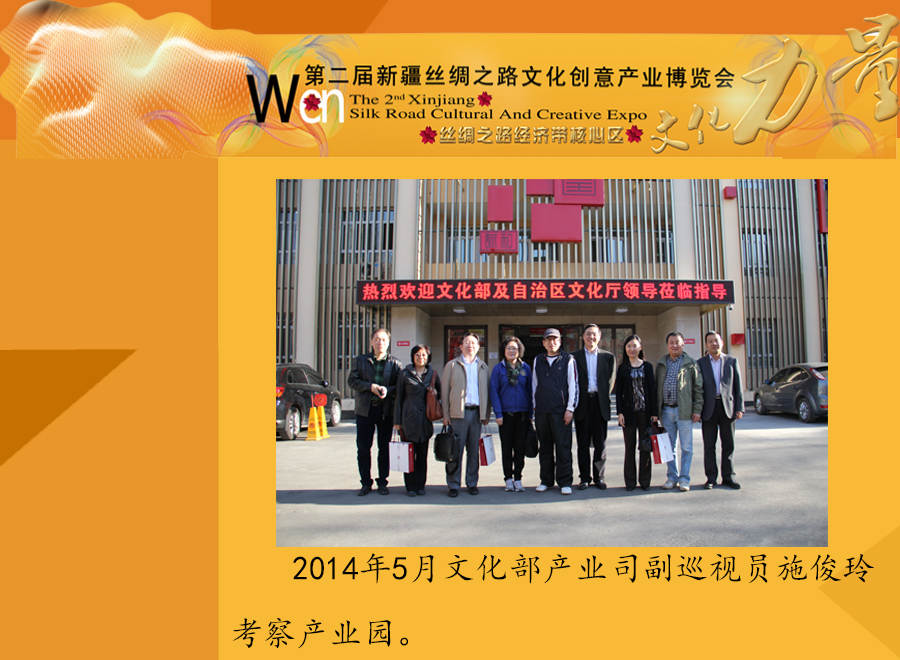 第二届新疆丝绸之路文化创意产业博览会
Wcn
The 2nd Xinjiang
Silk Road Cultural And Creative Expo
丝绸之路经济带核心区
文化力量
热烈欢迎文化部及自治区文化厅领导莅临指导
2014年5月文化部产业司副巡视员施俊玲
考察产业园。